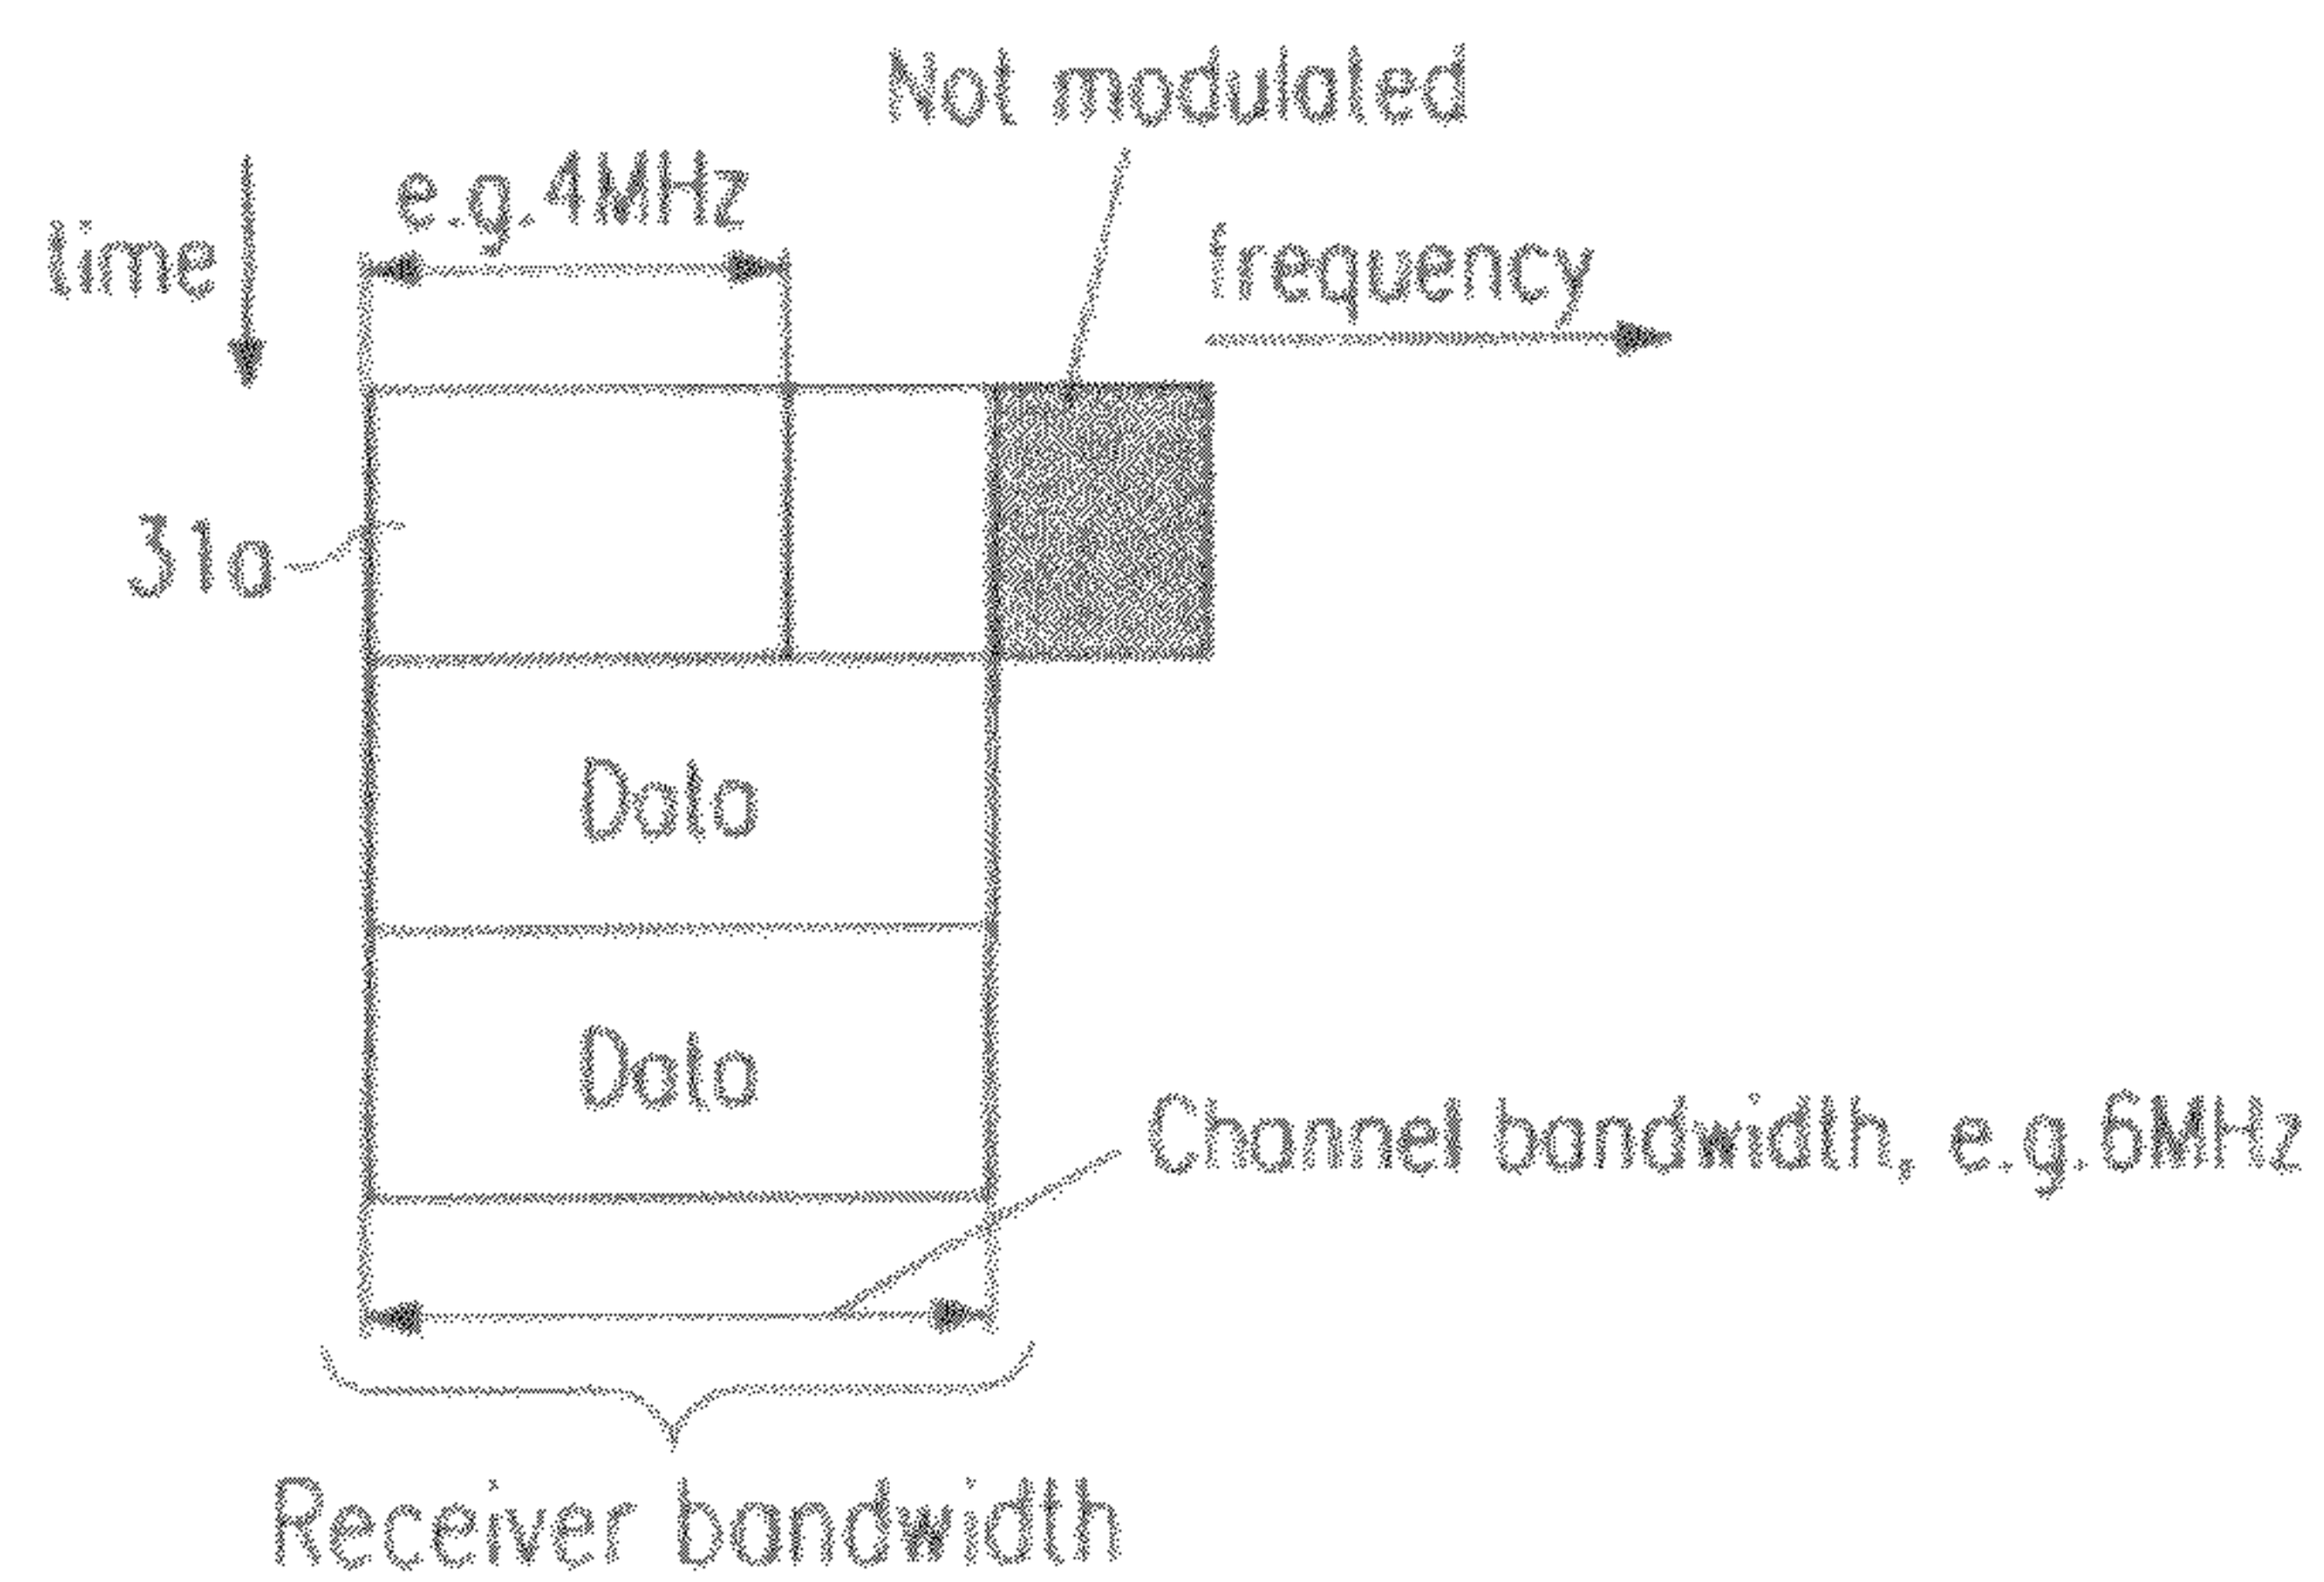 Not modulated
e.g. 4MHz
time
frequency
31a
Data
Data
Channel bandwidth, e.g. 6MHz
Receiver bandwidth